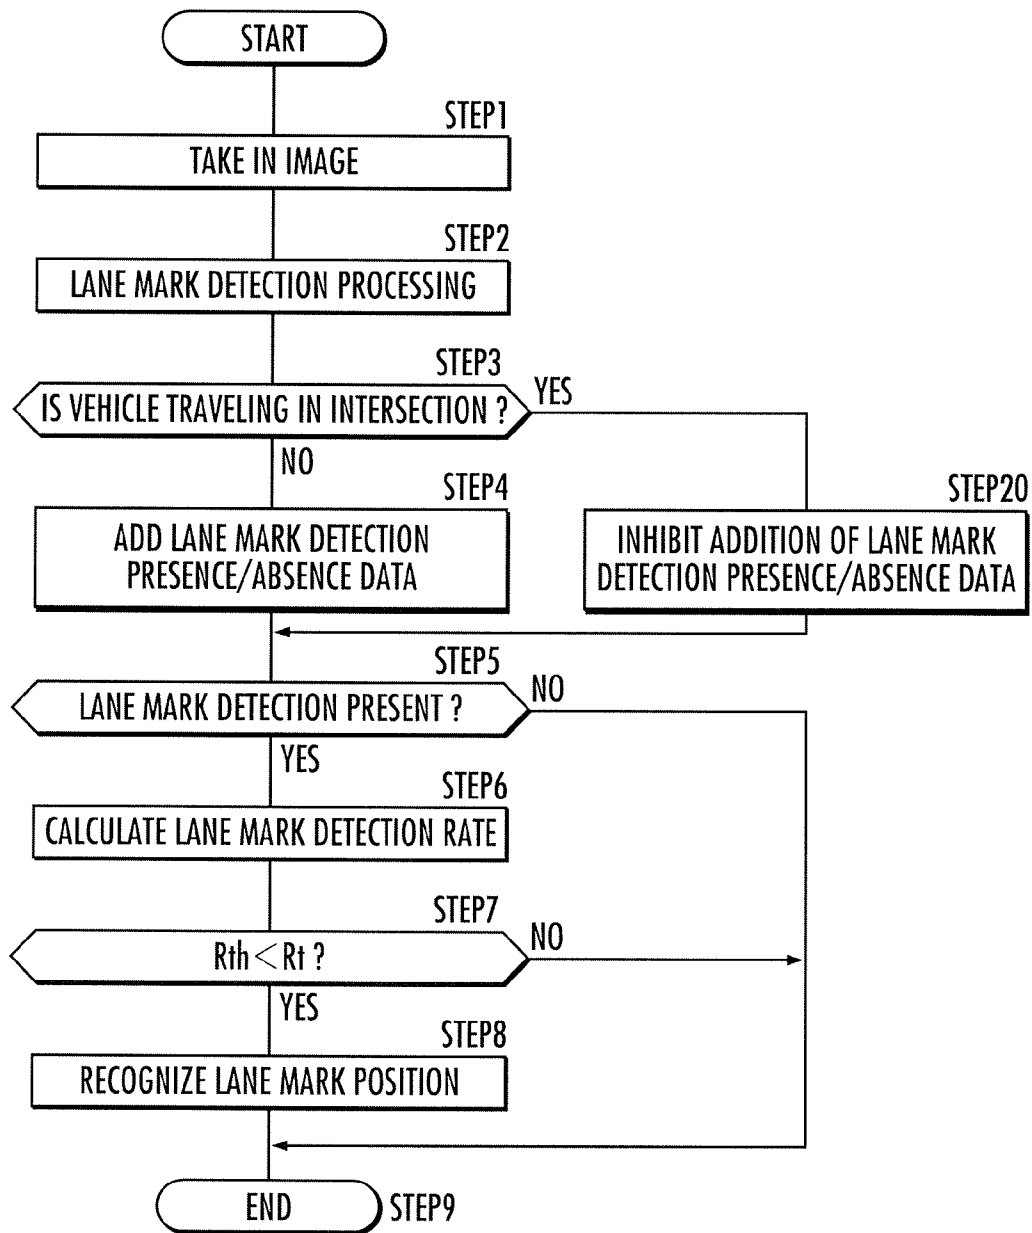 START
STEP1
TAKE IN IMAGE
STEP2
LANE MARK DETECTION PROCESSING
STEP3
IS VEHICLE TRAVELING IN INTERSECTION ?
YES
NO
STEP4
ADD LANE MARK DETECTION
PRESENCE/ABSENCE DATA
STEP20
INHIBIT ADDITION OF LANE MARK
DETECTION PRESENCE/ABSENCE DATA
STEP5
LANE MARK DETECTION PRESENT ?
NO
YES
STEP6
CALCULATE LANE MARK DETECTION RATE
STEP7
Rth<Rt ?
NO
YES
STEP8
RECOGNIZE LANE MARK POSITION
END
STEP9